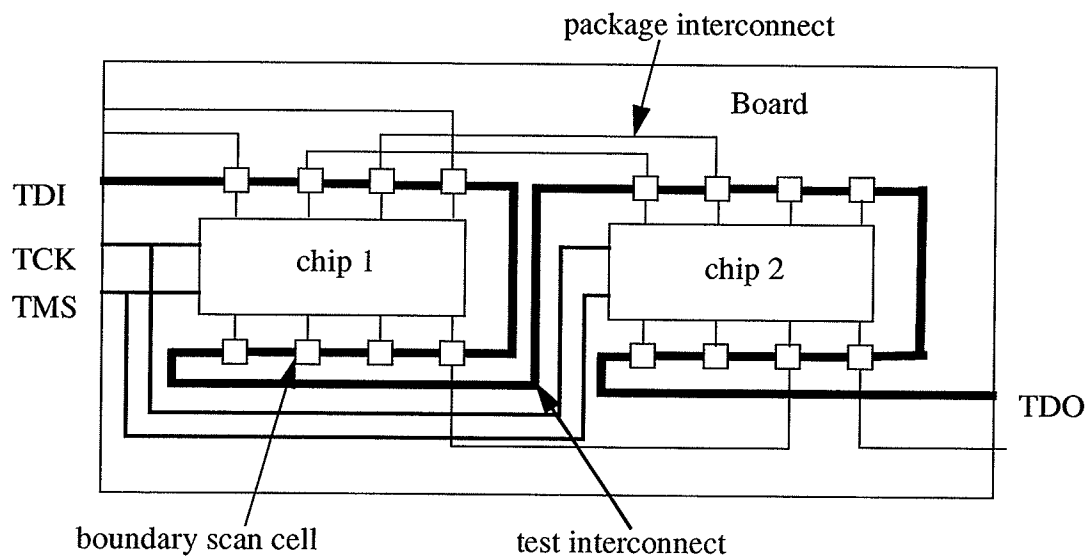 package interconnect
Board
TDI
TCK
TMS
chip 1
chip 2
TDO
boundary scan cell
test interconnect